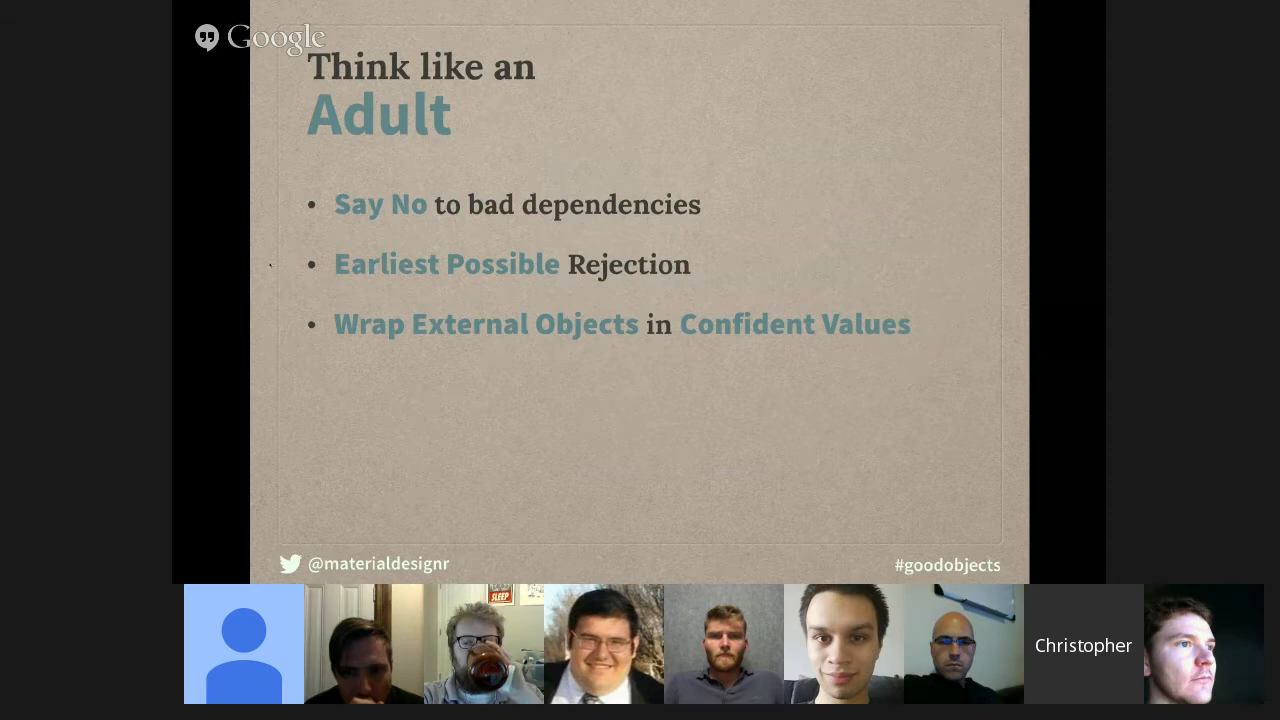 Google
Think like an
Adult
• Say No to bad dependencies
• Earliest Possible Rejection
• Wrap External Objects in Confident Values
@materialdesignr
#goodobjects
SLEEP
Christopher